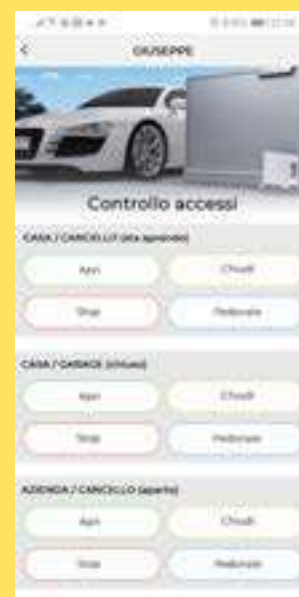 GIUSEPPE
Controllo accessi
CASA / CANCELLO (sta aprendo)
Apri Chiudi
Stop Pedonale
CASA / GARAGE (chiuso)
Apri Chiudi
Stop Pedonale
AZIENDA / CANCELLO (aperto)
Apri Chiudi
Stop Pedonale